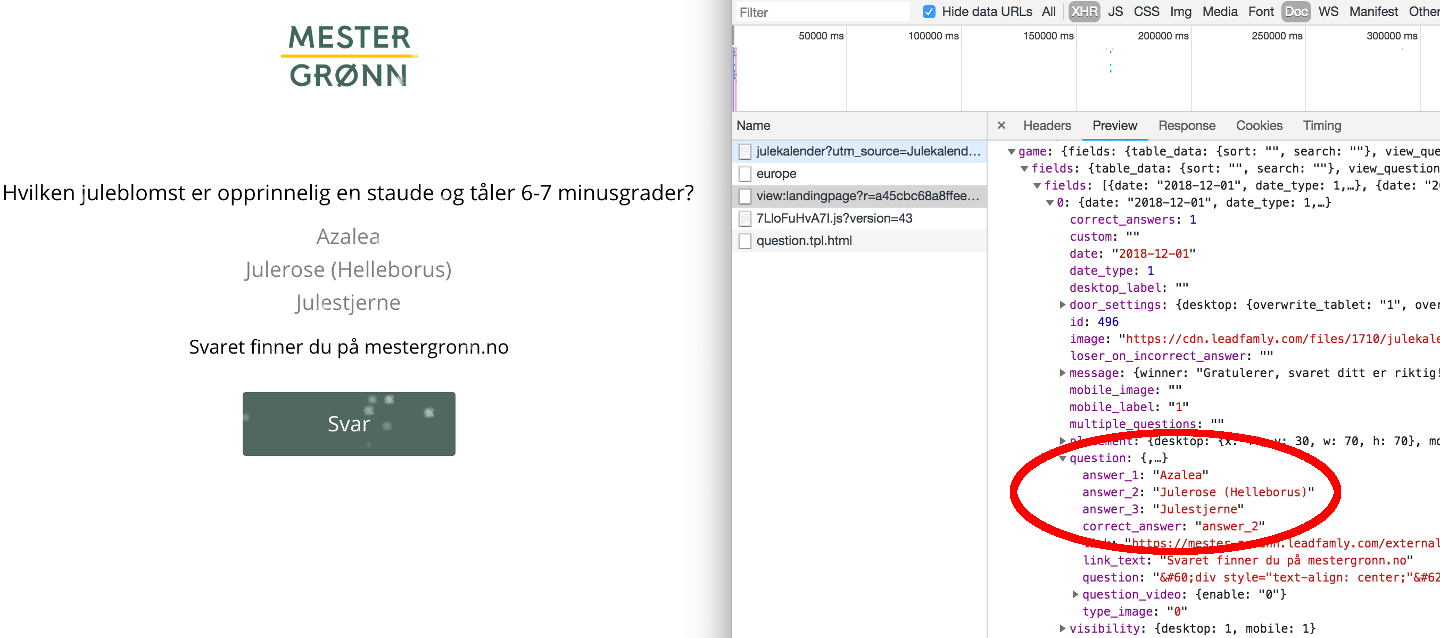 MESTER
GRØNN
Hvilken juleblomst er opprinnelig en staude og tåler 6-7 minusgrader?
Azalea
Julerose (Helleborus)
Julestjerne
Svaret finner du på mestergronn.no
Svar
Filter Hide data URLs All XHR JS CSS Img Media Font Doc WS Manifest Other
50000 ms 100000 ms 150000 ms 200000 ms 250000 ms 300000 ms
Name
julekalender?utm_source=Julekalend…
europe
view:landingpage?r=a45cbc68a8ffee…
7LloFuHvA7I.js?version=43
question.tpl.html
× Headers Preview Response Cookies Timing
▼game: {fields: {table_data: {sort: "", search: ""}, view_que
▼fields: {table_data: {sort: "", search: ""}, view_question
▼fields: [{date: "2018-12-01", date_type: 1,…}, {date: "20
▼0: {date: "2018-12-01", date_type: 1,…}
correct_answers: 1
custom: ""
date: "2018-12-01"
date_type: 1
desktop_label: ""
▶door_settings: {desktop: {overwrite_tablet: "1", over
id: 496
image: "https://cdn.leadfamly.com/files/1710/julekale
loser_on_incorrect_answer: ""
▶message: {winner: "Gratulerer, svaret ditt er riktig!
mobile_image: ""
mobile_label: "1"
multiple_questions: ""
{desktop: {x: y: 30, w: 70, h: 70}, mo
▼question: {,…}
answer_1: "Azalea"
answer_2: "Julerose (Helleborus)"
answer_3: "Julestjerne"
correct_answer: "answer_2"
"https://mester leadfamly.com/external
link_text: "Svaret finner du på mestergronn.no"
question: "&#60;div style="text-align: center;"&#62
▶question_video: {enable: "0"}
type_image: "0"
▶visibility: {desktop: 1, mobile: 1}